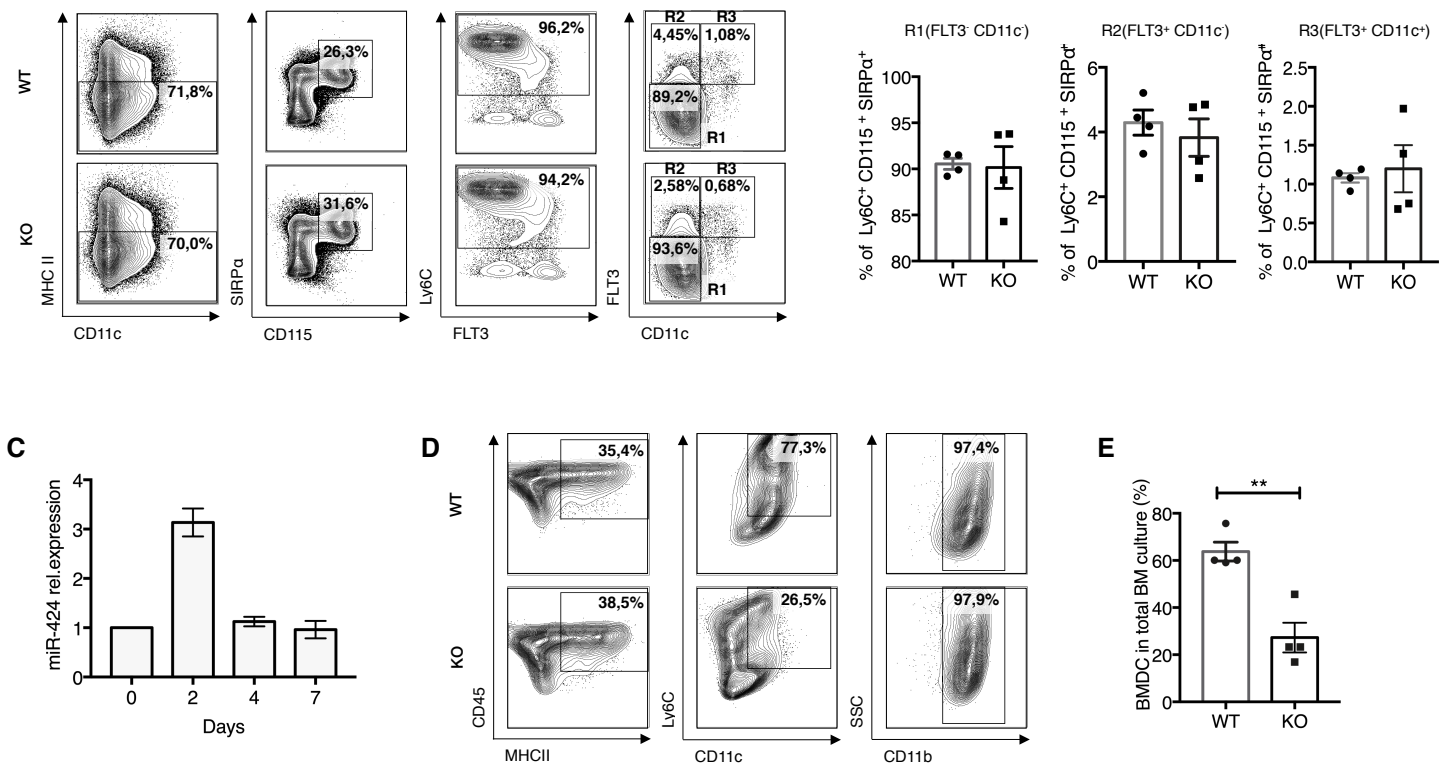 R1(FLT3- CD11c-)
R2(FLT3+ CD11c-)
R3(FLT3+ CD11c+)
WT
71,8%
26,3%
96,2%
R2
4,45%
R3
1,08%
89,2%
R1
KO
70,0%
31,6%
94,2%
R2
2,58%
R3
0,68%
93,6%
R1
MHC II
CD11c
SIRPα
CD115
Ly6C
FLT3
FLT3
CD11c
% of Ly6C+ CD115+ SIRPα+
100
95
90
85
80
WT
KO
% of Ly6C+ CD115+ SIRPα+
6
4
2
0
WT
KO
% of Ly6C+ CD115+ SIRPα+
2.5
2.0
1.5
1.0
0.5
0.0
WT
KO
C
miR-424 rel.expression
4
3
2
1
0
0
2
4
7
Days
D
WT
35,4%
77,3%
97,4%
KO
38,5%
26,5%
97,9%
CD45
MHCII
Ly6C
CD11c
SSC
CD11b
E
**
BMDC in total BM culture (%)
80
60
40
20
0
WT
KO